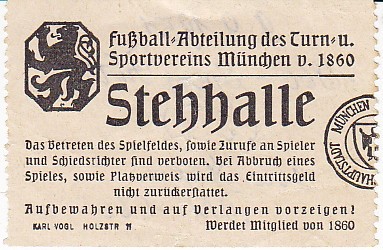 Fußball-Abteilung des Turn- u.
Sportvereins München v. 1860
Stehhalle
Das Betreten des Spielfeldes, sowie Zurufe an Spieler
und Schiedsrichter sind verboten. Bei Abbruch eines
Spieles, sowie Platzverweis wird das Eintrittsgeld
nicht zurückerstattet.
Aufbewahren und auf Verlangen vorzeigen!
KARL VOGL HOLZSTR 11. Werdet Mitglied von 1860
HAUPTSTADT MÜNCHEN